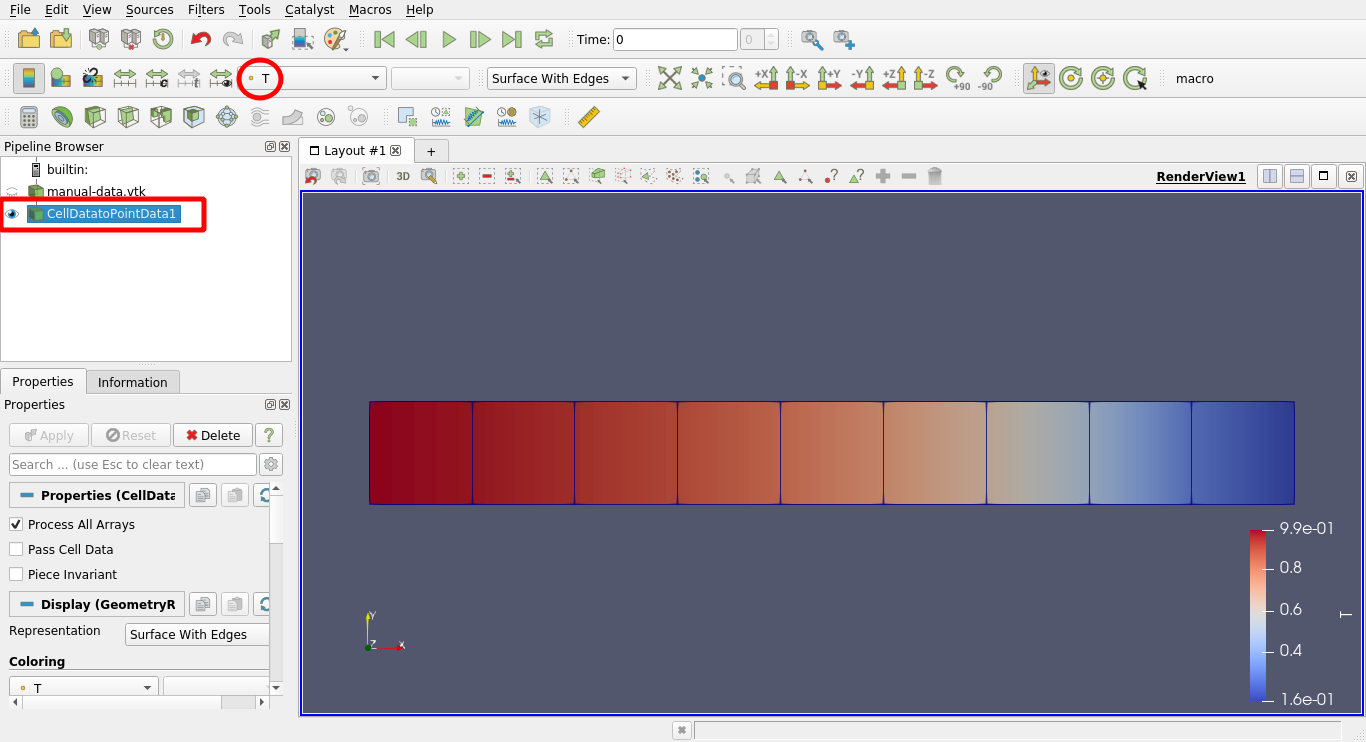 File Edit View Sources Filters Tools Catalyst Macros Help
Time: 0 0
T Surface With Edges +X -X +Y -Y +Z -Z +90 -90 macro
Pipeline Browser
Layout #1 +
builtin:
manual-data.vtk
3D RenderView1
CellDatatoPointData1
Properties Information
Properties
Apply Reset Delete ?
Search ... (use Esc to clear text)
Properties (CellData
Process All Arrays
Pass Cell Data
Piece Invariant
Display (GeometryR
Representation Surface With Edges
Coloring
T
Y
Z X
9.9e-01
0.8
0.6
T
0.4
1.6e-01